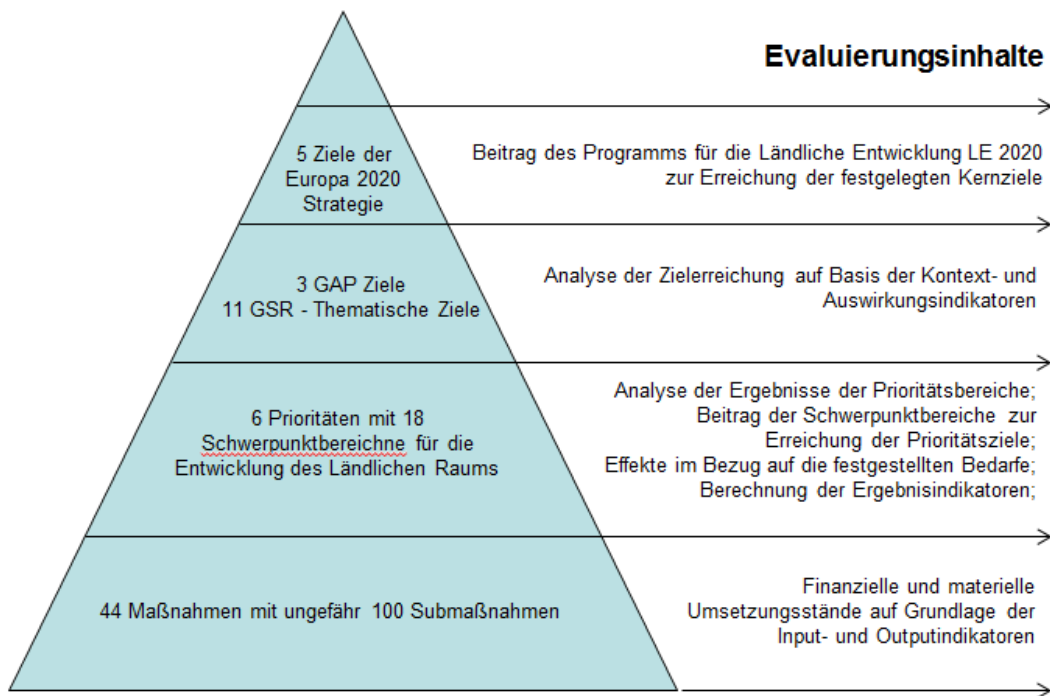 Evaluierungsinhalte
5 Ziele der
Europa 2020
Strategie
Beitrag des Programms für die Ländliche Entwicklung LE 2020
zur Erreichung der festgelegten Kernziele
3 GAP Ziele
11 GSR - Thematische Ziele
Analyse der Zielerreichung auf Basis der Kontext- und
Auswirkungsindikatoren
6 Prioritäten mit 18
Schwerpunktbereichne für die
Entwicklung des Ländlichen Raums
Analyse der Ergebnisse der Prioritätsbereiche;
Beitrag der Schwerpunktbereiche zur
Erreichung der Prioritätsziele;
Effekte im Bezug auf die festgestellten Bedarfe;
Berechnung der Ergebnisindikatoren;
44 Maßnahmen mit ungefähr 100 Submaßnahmen
Finanzielle und materielle
Umsetzungsstände auf Grundlage der
Input- und Outputindikatoren